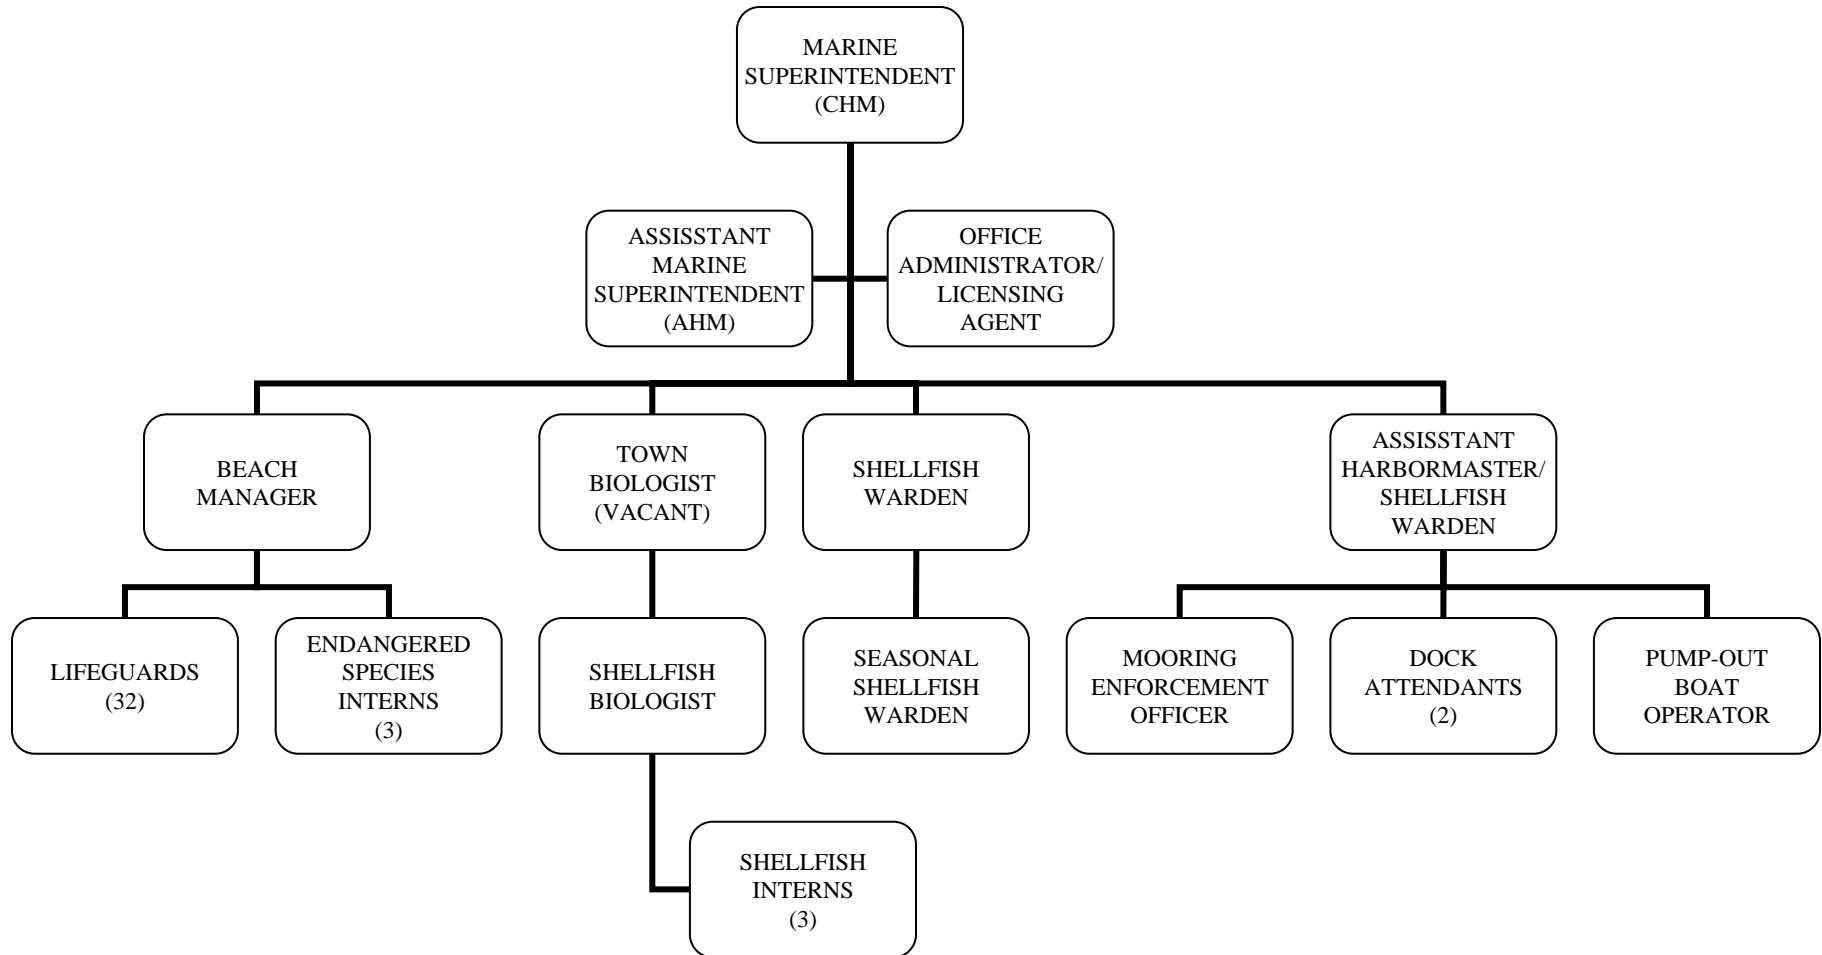 MARINE
SUPERINTENDENT
(CHM)
ASSISSTANT
MARINE
SUPERINTENDENT
(AHM)
OFFICE
ADMINISTRATOR/
LICENSING
AGENT
BEACH
MANAGER
TOWN
BIOLOGIST
(VACANT)
SHELLFISH
WARDEN
ASSISSTANT
HARBORMASTER/
SHELLFISH
WARDEN
LIFEGUARDS
(32)
ENDANGERED
SPECIES
INTERNS
(3)
SHELLFISH
BIOLOGIST
SEASONAL
SHELLFISH
WARDEN
MOORING
ENFORCEMENT
OFFICER
DOCK
ATTENDANTS
(2)
PUMP-OUT
BOAT
OPERATOR
SHELLFISH
INTERNS
(3)